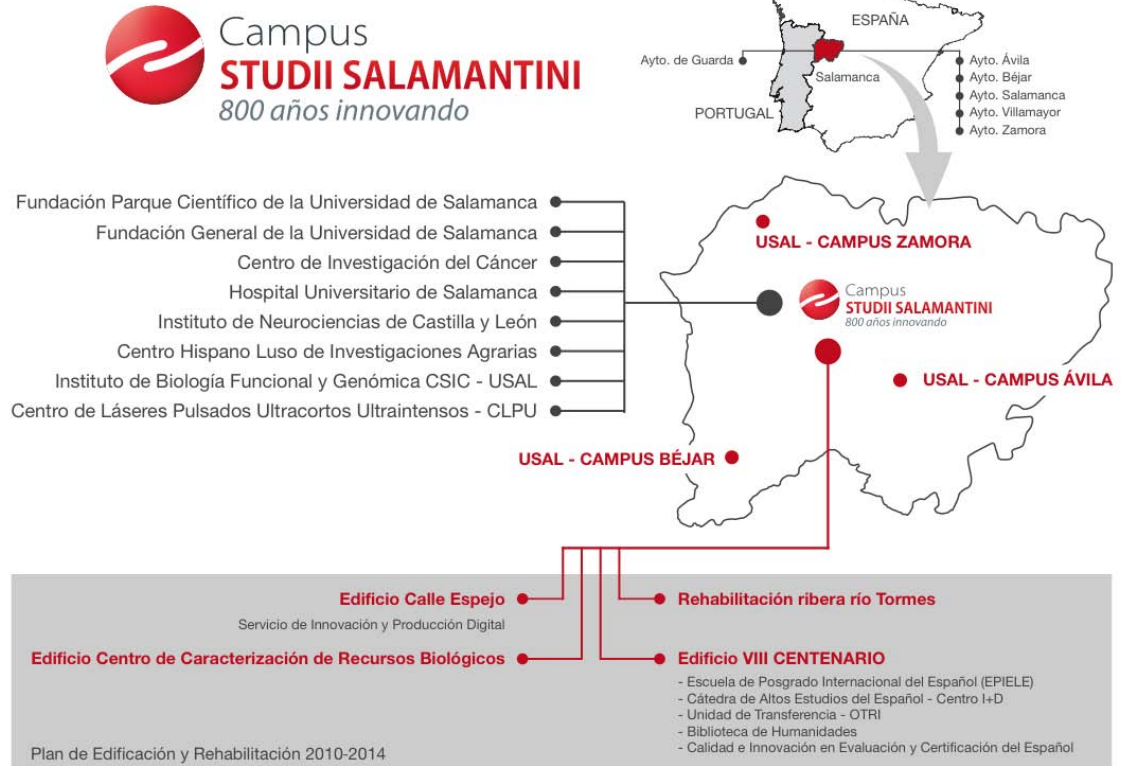 Campus
STUDII SALAMANTINI
800 años innovando
ESPAÑA
Ayto. de Guarda
Salamanca
PORTUGAL
Ayto. Ávila
Ayto. Béjar
Ayto. Salamanca
Ayto. Villamayor
Ayto. Zamora
Fundación Parque Científico de la Universidad de Salamanca
Fundación General de la Universidad de Salamanca
Centro de Investigación del Cáncer
Hospital Universitario de Salamanca
Instituto de Neurociencias de Castilla y León
Centro Hispano Luso de Investigaciones Agrarias
Instituto de Biología Funcional y Genómica CSIC - USAL
Centro de Láseres Pulsados Ultracortos Ultraintensos - CLPU
USAL - CAMPUS ZAMORA
Campus
STUDII SALAMANTINI
800 años innovando
USAL - CAMPUS ÁVILA
USAL - CAMPUS BÉJAR
Edificio Calle Espejo
Servicio de Innovación y Producción Digital
Edificio Centro de Caracterización de Recursos Biológicos
Rehabilitación ribera río Tormes
Edificio VIII CENTENARIO
- Escuela de Posgrado Internacional del Español (EPIELE)
- Cátedra de Altos Estudios del Español - Centro I+D
- Unidad de Transferencia - OTRI
- Biblioteca de Humanidades
- Calidad e Innovación en Evaluación y Certificación del Español
Plan de Edificación y Rehabilitación 2010-2014